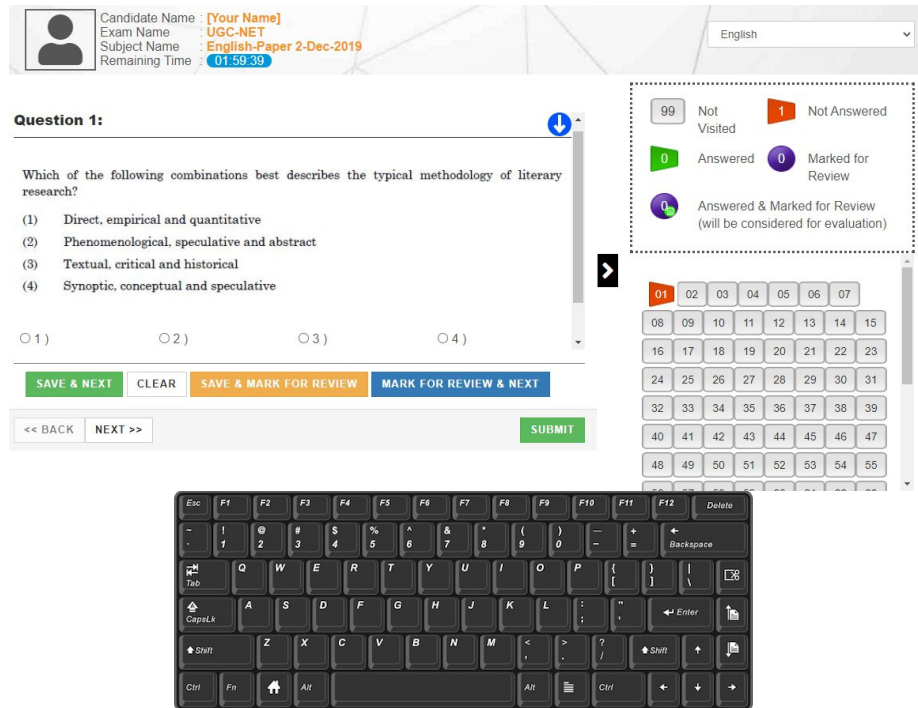 Candidate Name : [Your Name]
Exam Name : UGC-NET
Subject Name : English-Paper 2-Dec-2019
Remaining Time : 01:59:39
English
Question 1:
Which of the following combinations best describes the typical methodology of literary
research?
(1) Direct, empirical and quantitative
(2) Phenomenological, speculative and abstract
(3) Textual, critical and historical
(4) Synoptic, conceptual and speculative
1 )
2 )
3 )
4 )
SAVE & NEXT
CLEAR
SAVE & MARK FOR REVIEW
MARK FOR REVIEW & NEXT
<< BACK
NEXT >>
SUBMIT
99 Not
Visited
1 Not Answered
0 Answered
0 Marked for
Review
0 Answered & Marked for Review
(will be considered for evaluation)
01 02 03 04 05 06 07
08 09 10 11 12 13 14 15
16 17 18 19 20 21 22 23
24 25 26 27 28 29 30 31
32 33 34 35 36 37 38 39
40 41 42 43 44 45 46 47
48 49 50 51 52 53 54 55
Esc F1 F2 F3 F4 F5 F6 F7 F8 F9 F10 F11 F12 Delete
~ ! @ # $ % ^ & * ( ) — + ←
` 1 2 3 4 5 6 7 8 9 0 – = Backspace
Tab Q W E R T Y U I O P { [ } ] | \
CapsLk A S D F G H J K L : ; " ' Enter
Shift Z X C V B N M < , > . ? / Shift ↑
Ctrl Fn Alt Alt Ctrl ← ↓ →